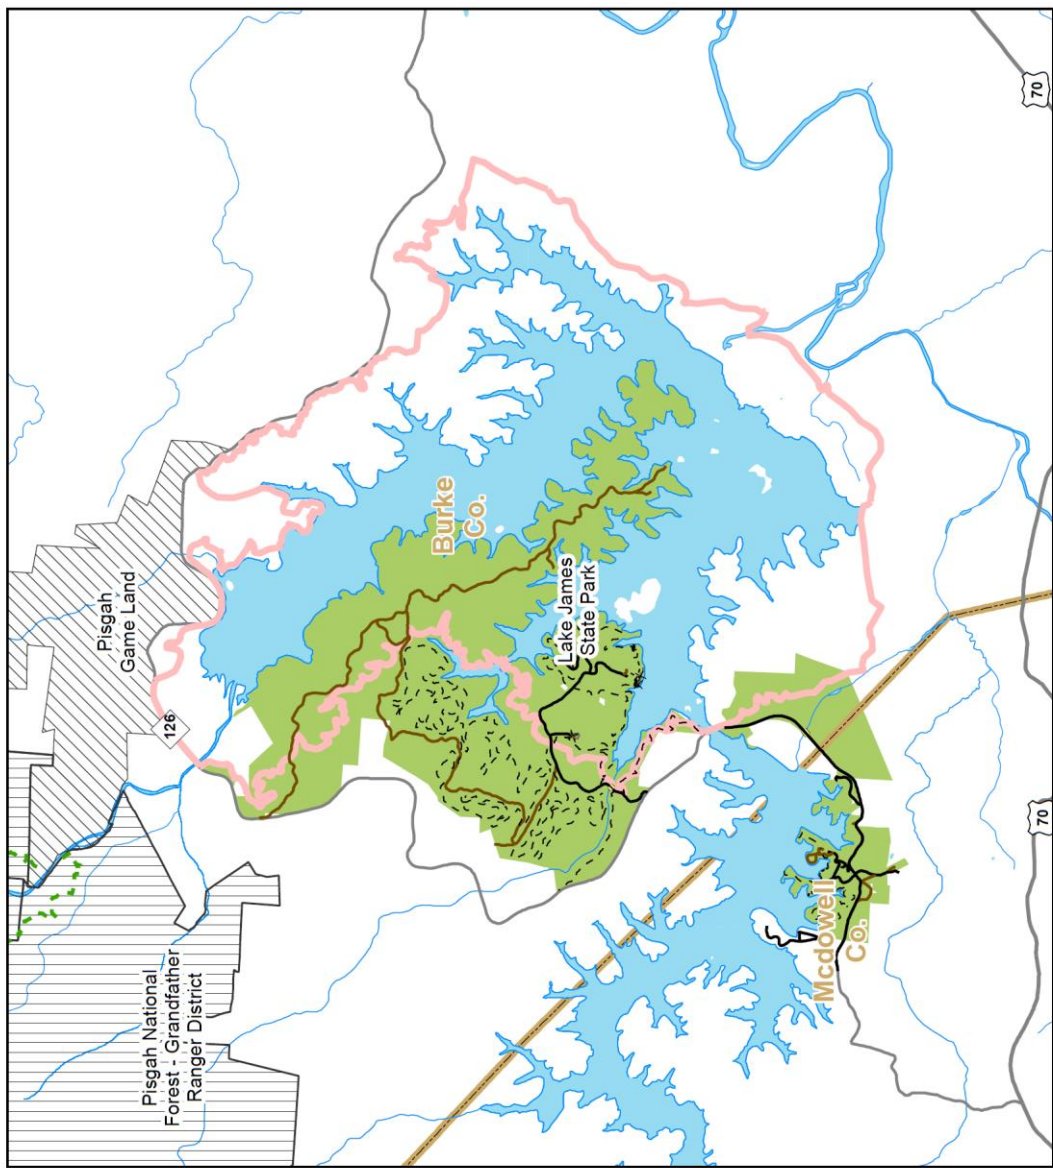 Pisgah National
Forest - Grandfather
Ranger District
Pisgah
Game Land
126
Burke
Co.
Lake James
State Park
Mcdowell
Co.
70
70